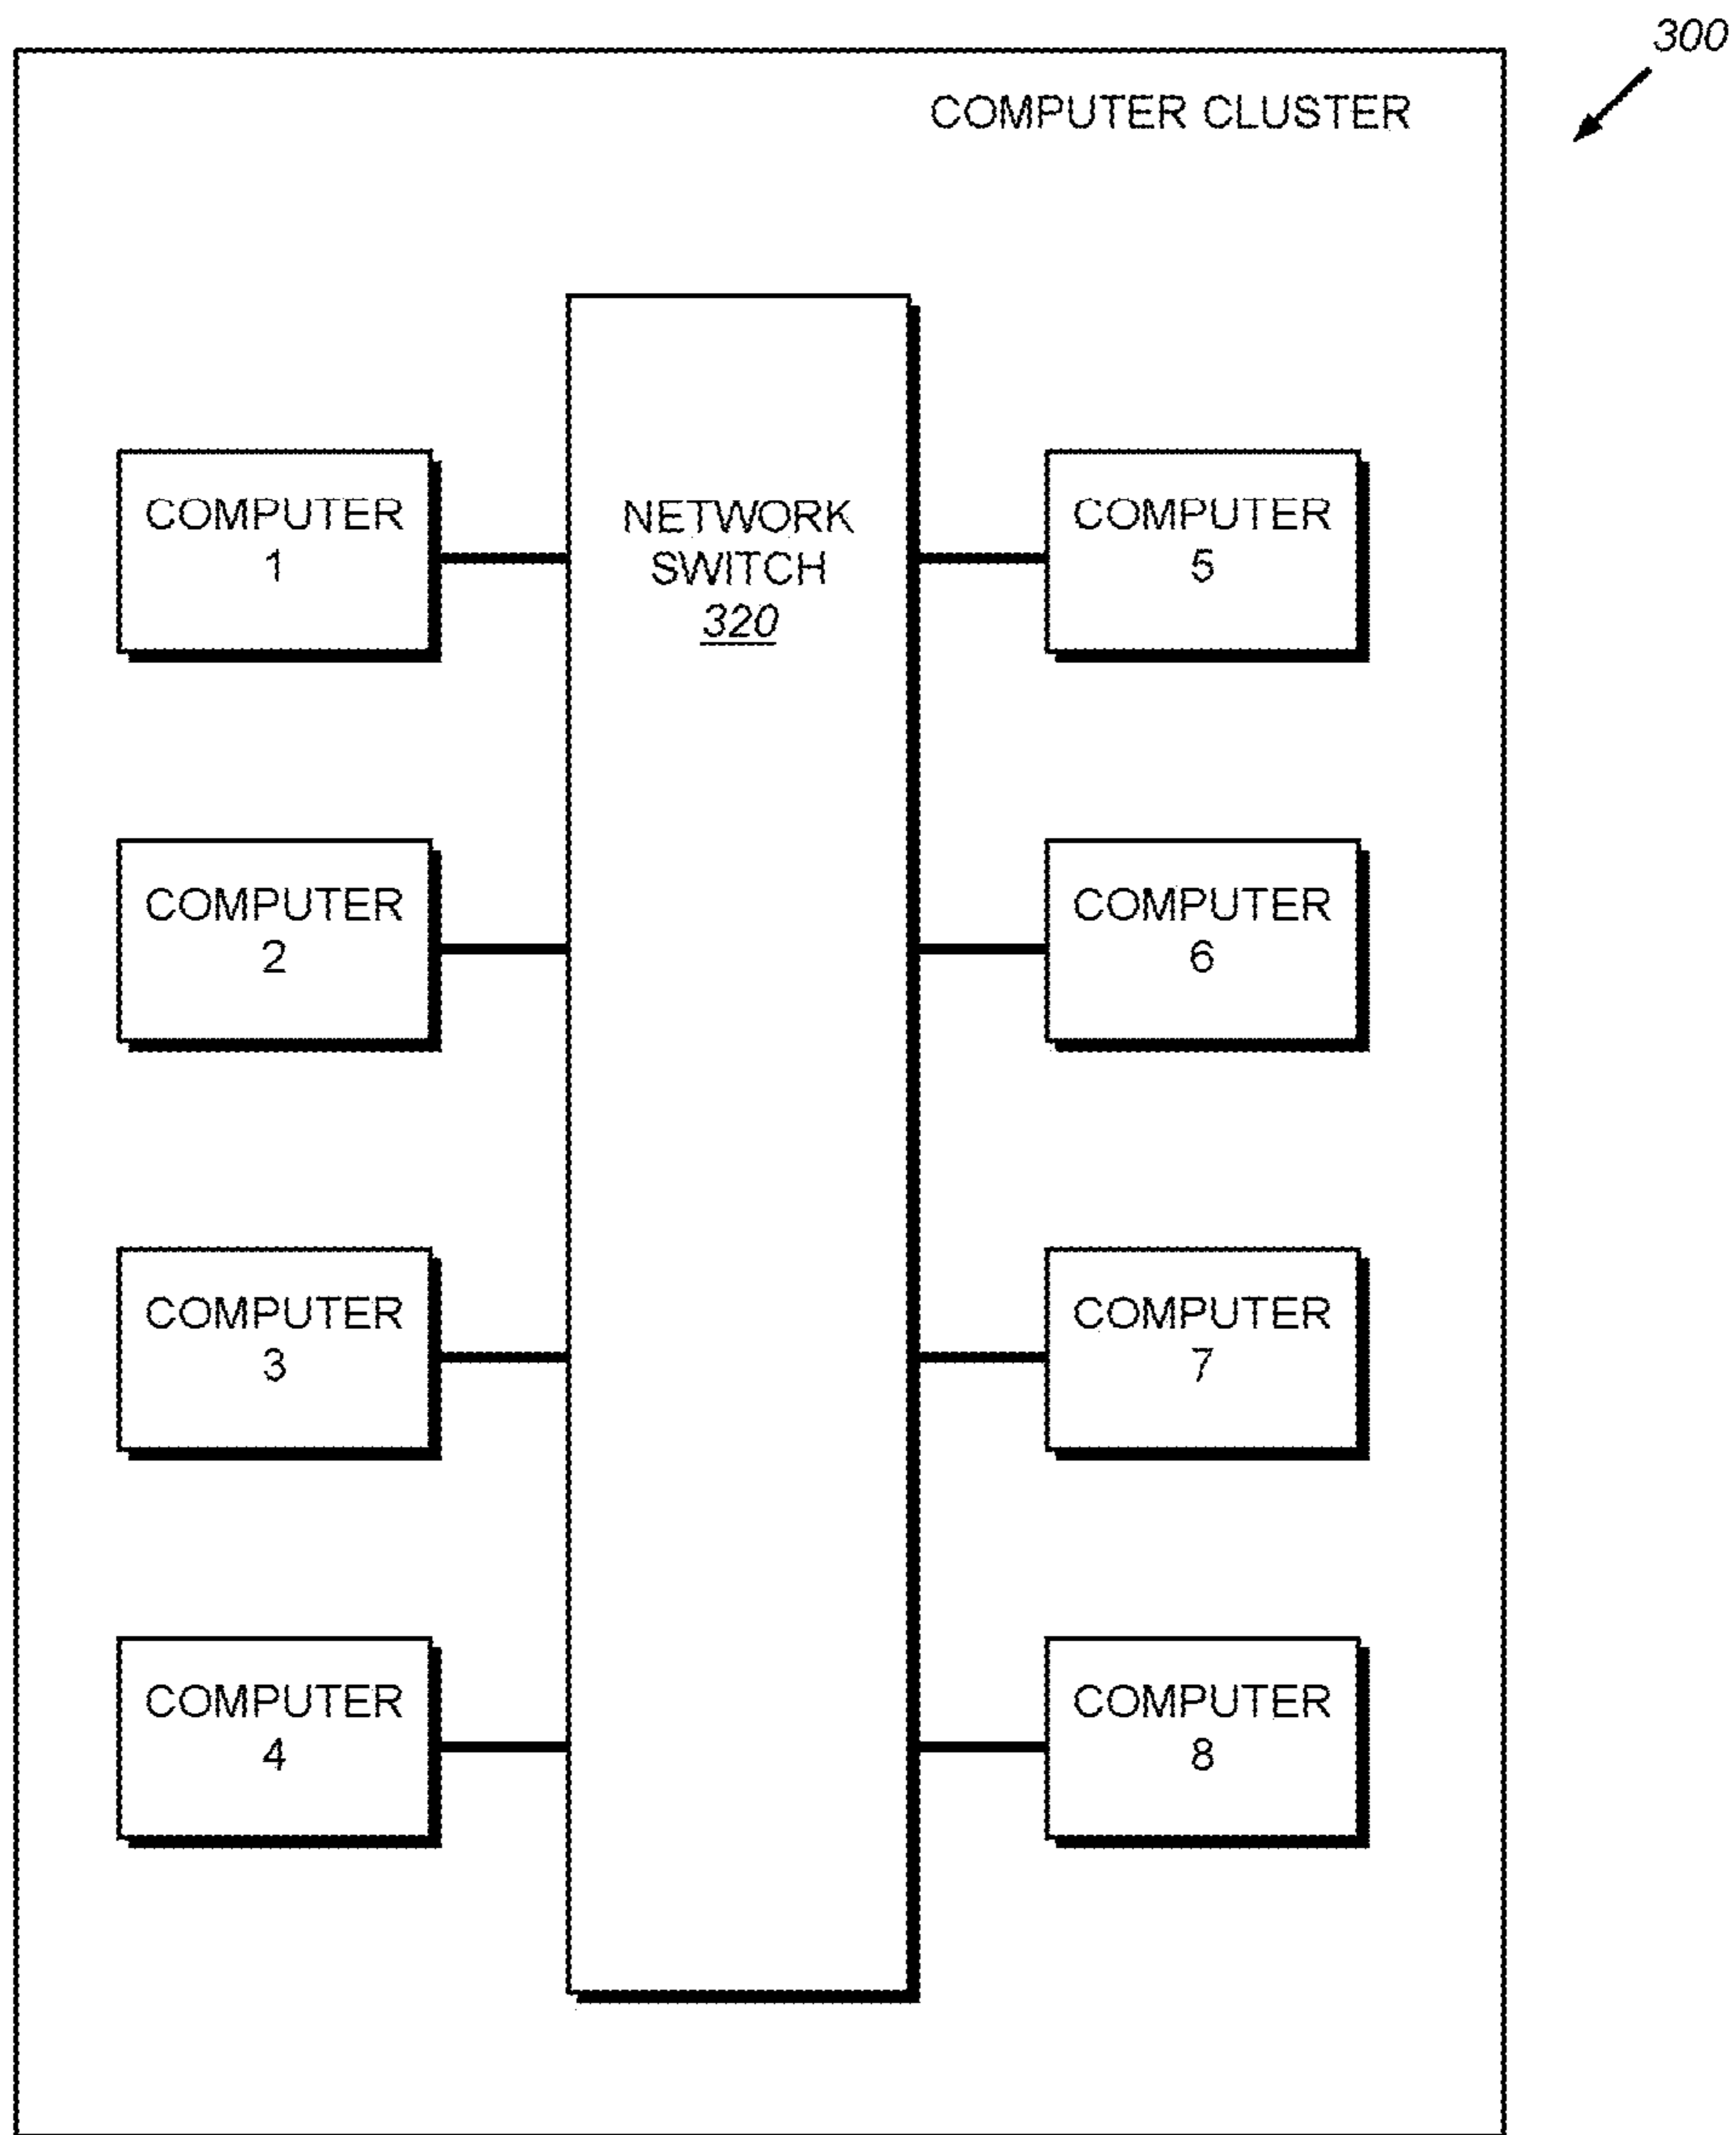 300
COMPUTER CLUSTER
COMPUTER
1
NETWORK
SWITCH
320
COMPUTER
5
COMPUTER
2
COMPUTER
6
COMPUTER
3
COMPUTER
7
COMPUTER
4
COMPUTER
8